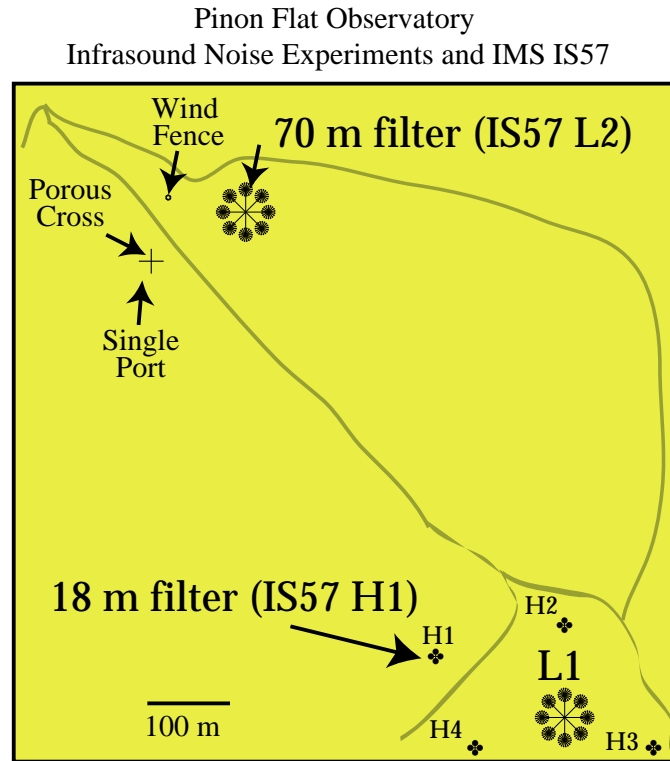 Pinon Flat Observatory
Infrasound Noise Experiments and IMS IS57
Wind
Fence
70 m filter (IS57 L2)
Porous
Cross
Single
Port
18 m filter (IS57 H1)
H2
H1
L1
100 m
H4
H3